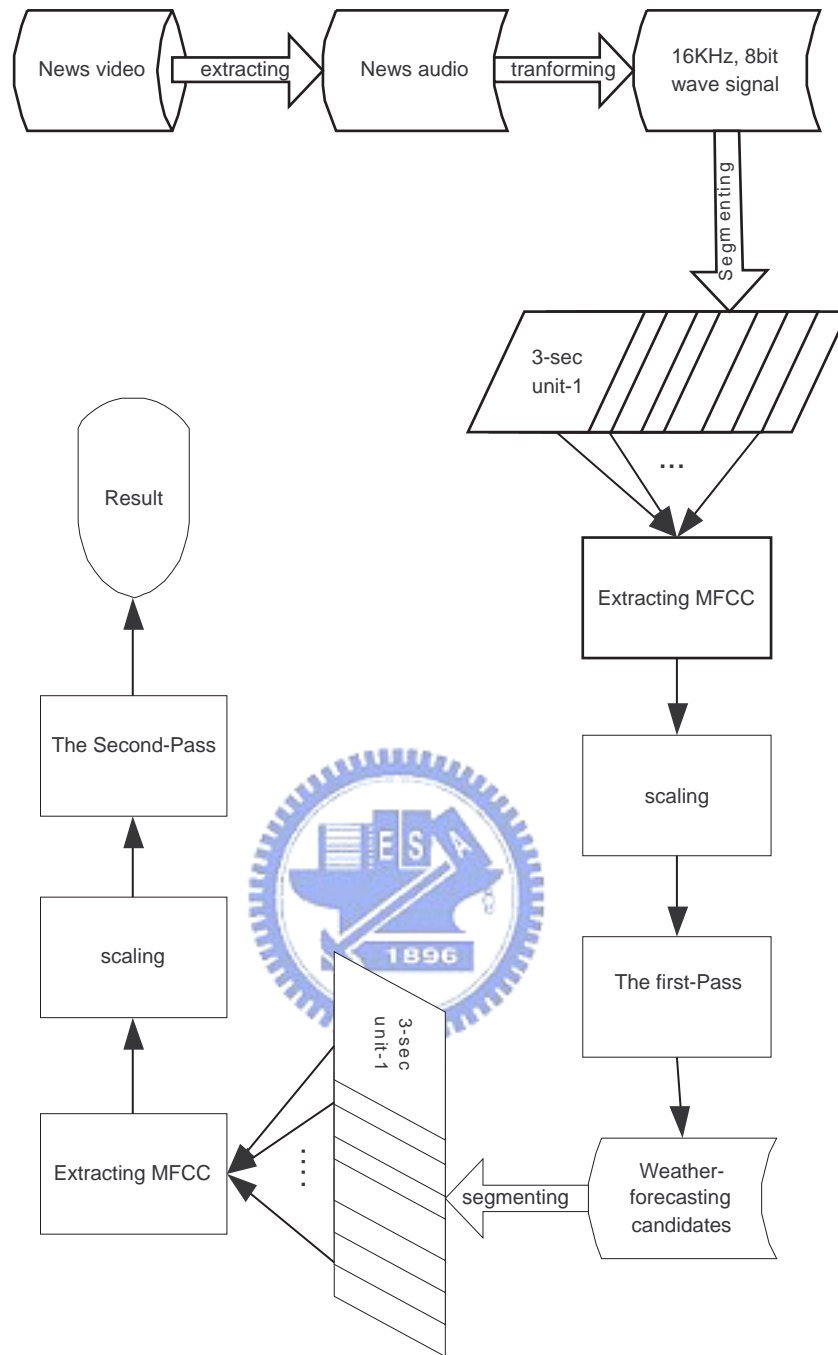 News video
extracting
News audio
tranforming
16KHz, 8bit
wave signal
Segmenting
3-sec
unit-1
...
Extracting MFCC
scaling
The first-Pass
Weather-
forecasting
candidates
segmenting
3-sec
unit-1
....
Extracting MFCC
scaling
The Second-Pass
Result
E S A
1896